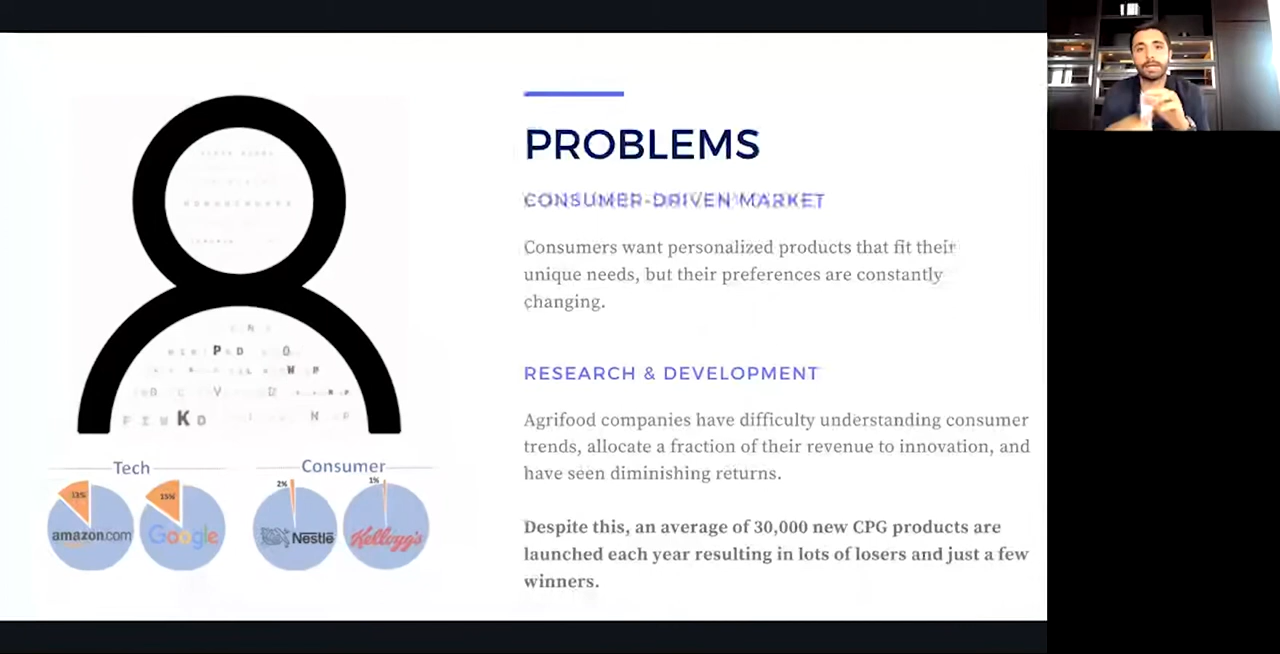 PROBLEMS
CONSUMER-DRIVEN MARKET
Consumers want personalized products that fit their
unique needs, but their preferences are constantly
changing.
RESEARCH & DEVELOPMENT
Agrifood companies have difficulty understanding consumer
trends, allocate a fraction of their revenue to innovation, and
have seen diminishing returns.
Despite this, an average of 30,000 new CPG products are
launched each year resulting in lots of losers and just a few
winners.
Tech
13%
amazon.com
15%
Google
Consumer
2%
Nestlē
1%
Kellogg's